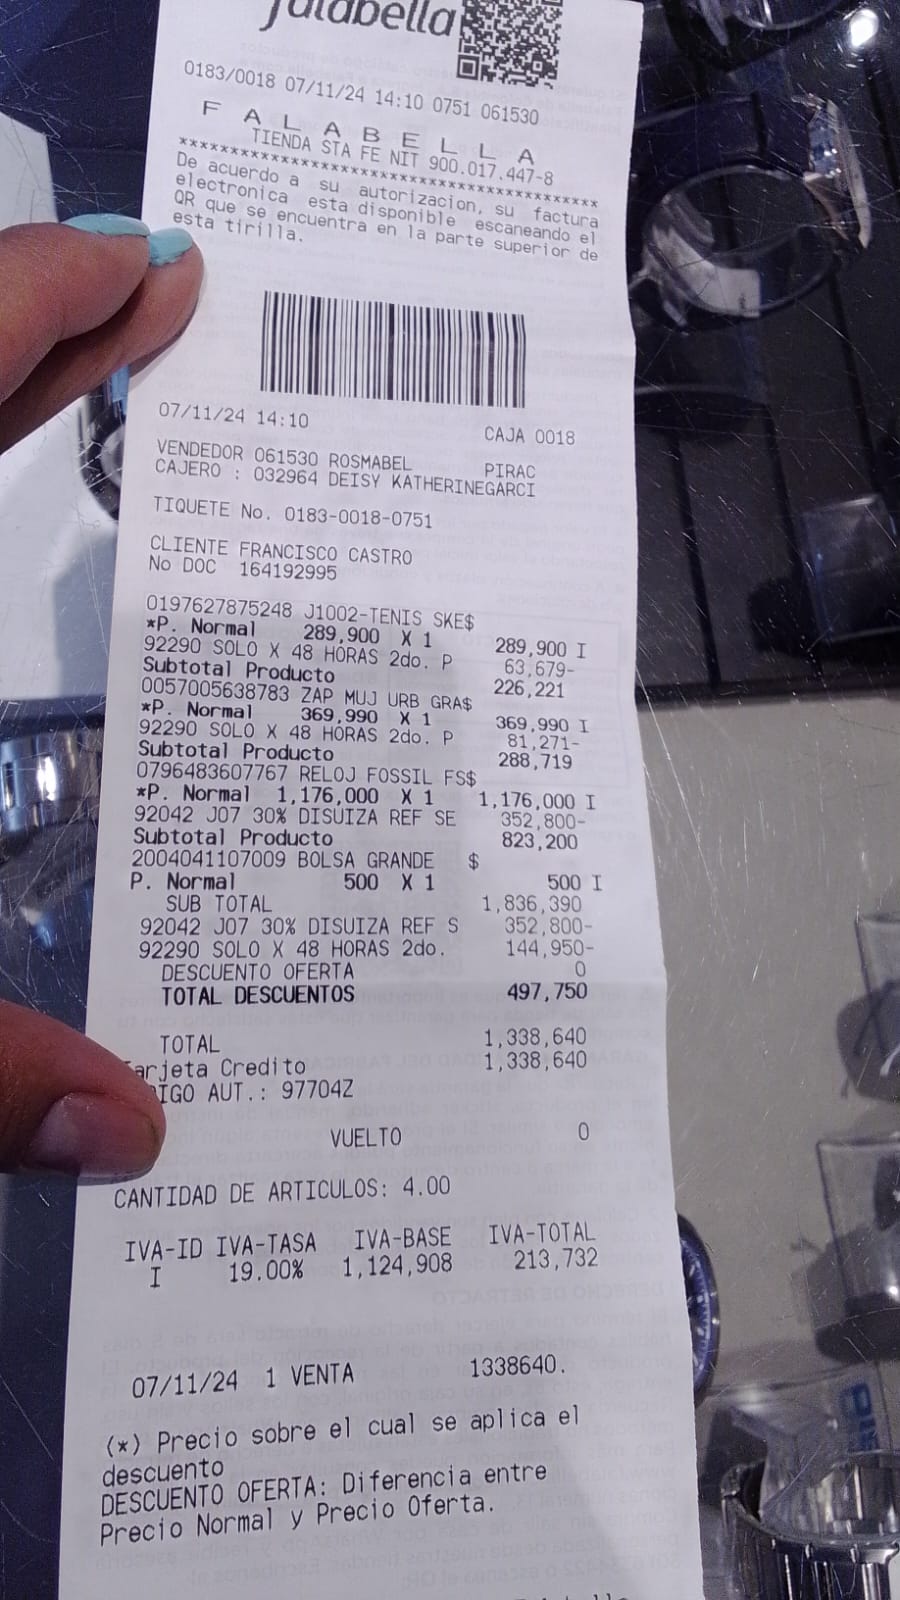 falabella
0183/0018 07/11/24 14:10 0751 061530
F A L A B E L L A
TIENDA STA FE NIT 900.017.447-8
******************************************
De acuerdo a su autorizacion, su factura
electronica esta disponible escaneando el
QR que se encuentra en la parte superior de
esta tirilla.
07/11/24 14:10 CAJA 0018
VENDEDOR 061530 ROSMABEL PIRAC
CAJERO : 032964 DEISY KATHERINEGARCI
TIQUETE No. 0183-0018-0751
CLIENTE FRANCISCO CASTRO
No DOC 164192995
0197627875248 J1002-TENIS SKE$
*P. Normal 289,900 X 1 289,900 I
92290 SOLO X 48 HORAS 2do. P 63,679-
Subtotal Producto 226,221
0057005638783 ZAP MUJ URB GRA$
*P. Normal 369,990 X 1 369,990 I
92290 SOLO X 48 HORAS 2do. P 81,271-
Subtotal Producto 288,719
0796483607767 RELOJ FOSSIL FS$
*P. Normal 1,176,000 X 1 1,176,000 I
92042 J07 30% DISUIZA REF SE 352,800-
Subtotal Producto 823,200
2004041107009 BOLSA GRANDE $
P. Normal 500 X 1 500 I
SUB TOTAL 1,836,390
92042 J07 30% DISUIZA REF S 352,800-
92290 SOLO X 48 HORAS 2do. 144,950-
DESCUENTO OFERTA 0
TOTAL DESCUENTOS 497,750
TOTAL 1,338,640
arjeta Credito 1,338,640
IGO AUT.: 97704Z
VUELTO 0
CANTIDAD DE ARTICULOS: 4.00
IVA-ID IVA-TASA IVA-BASE IVA-TOTAL
I 19.00% 1,124,908 213,732
07/11/24 1 VENTA 1338640.
(*) Precio sobre el cual se aplica el
descuento
DESCUENTO OFERTA: Diferencia entre
Precio Normal y Precio Oferta.